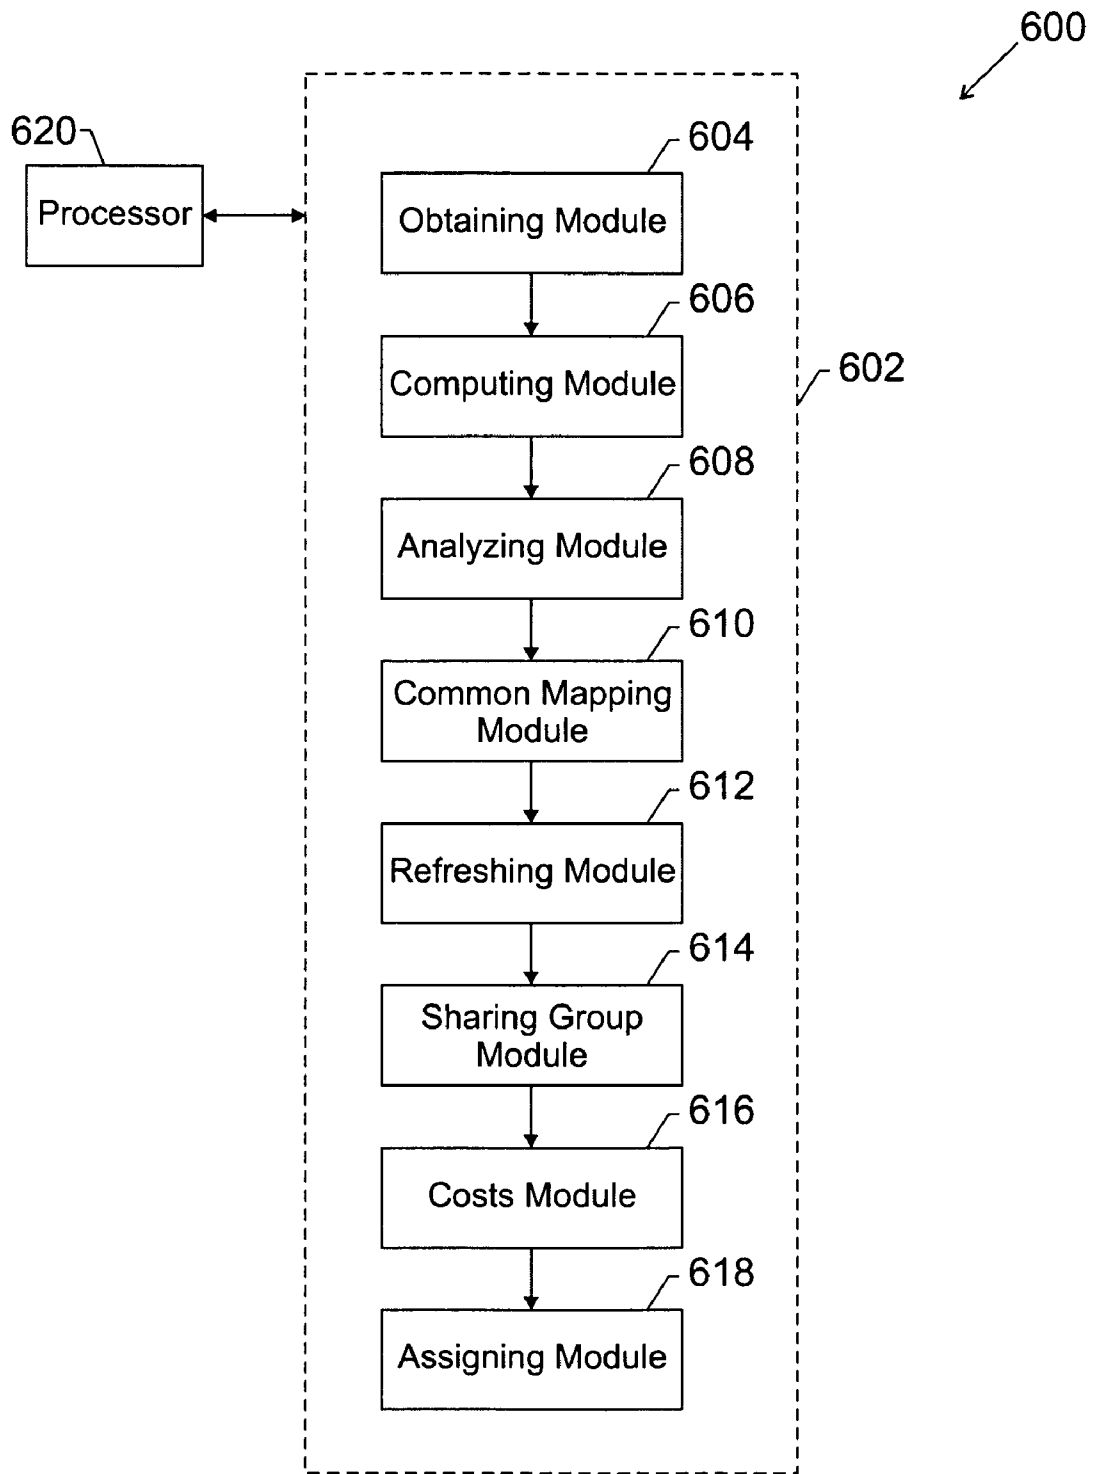 600
620
Processor
604
Obtaining Module
606
Computing Module
602
608
Analyzing Module
610
Common Mapping
Module
612
Refreshing Module
614
Sharing Group
Module
616
Costs Module
618
Assigning Module